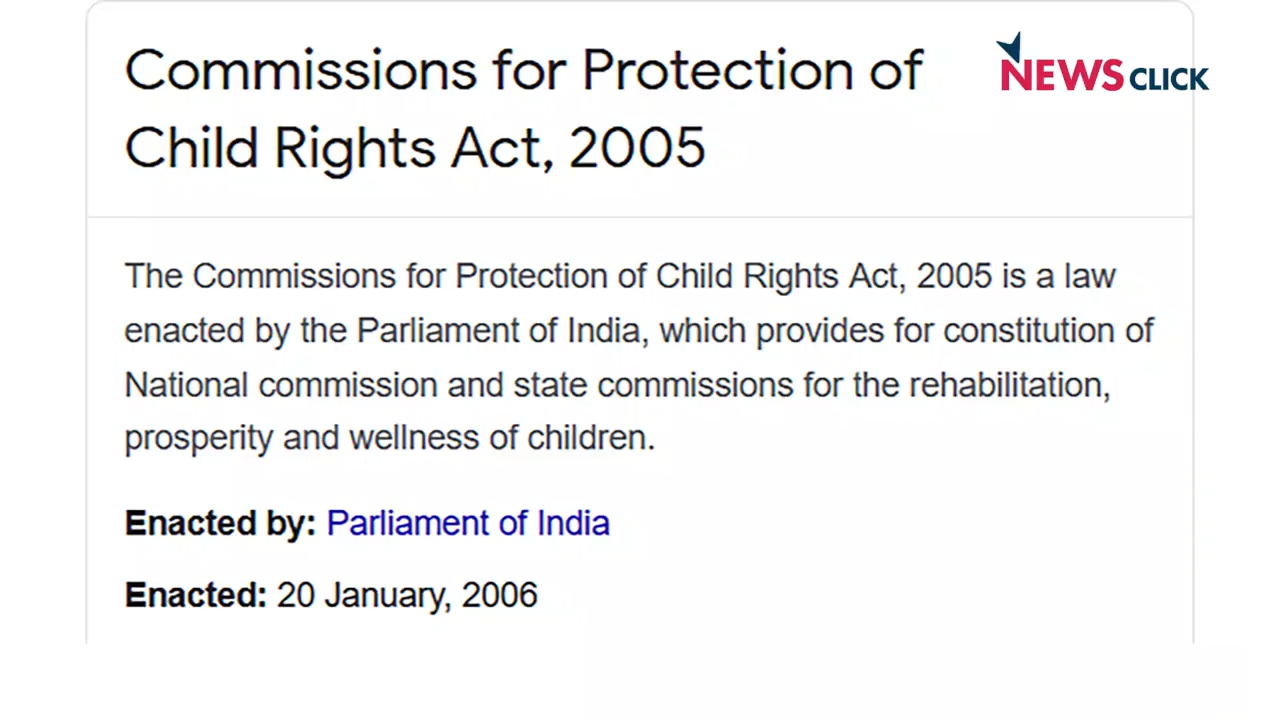 Commissions for Protection of
Child Rights Act, 2005
NEWS CLICK
The Commissions for Protection of Child Rights Act, 2005 is a law
enacted by the Parliament of India, which provides for constitution of
National commission and state commissions for the rehabilitation,
prosperity and wellness of children.
Enacted by: Parliament of India
Enacted: 20 January, 2006